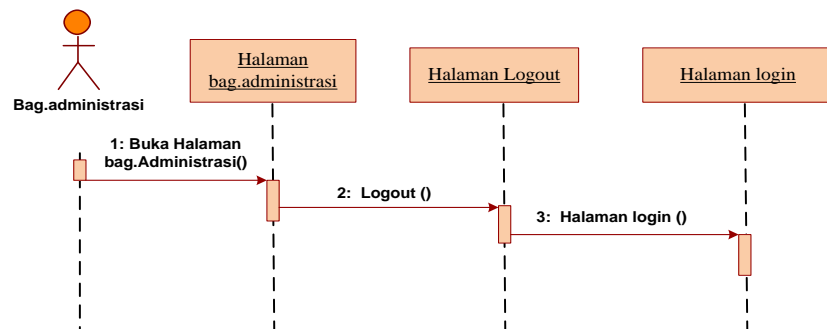 Halaman
bag.administrasi
Halaman Logout
Halaman login
Bag.administrasi
1: Buka Halaman
bag.Administrasi()
2: Logout ()
3: Halaman login ()